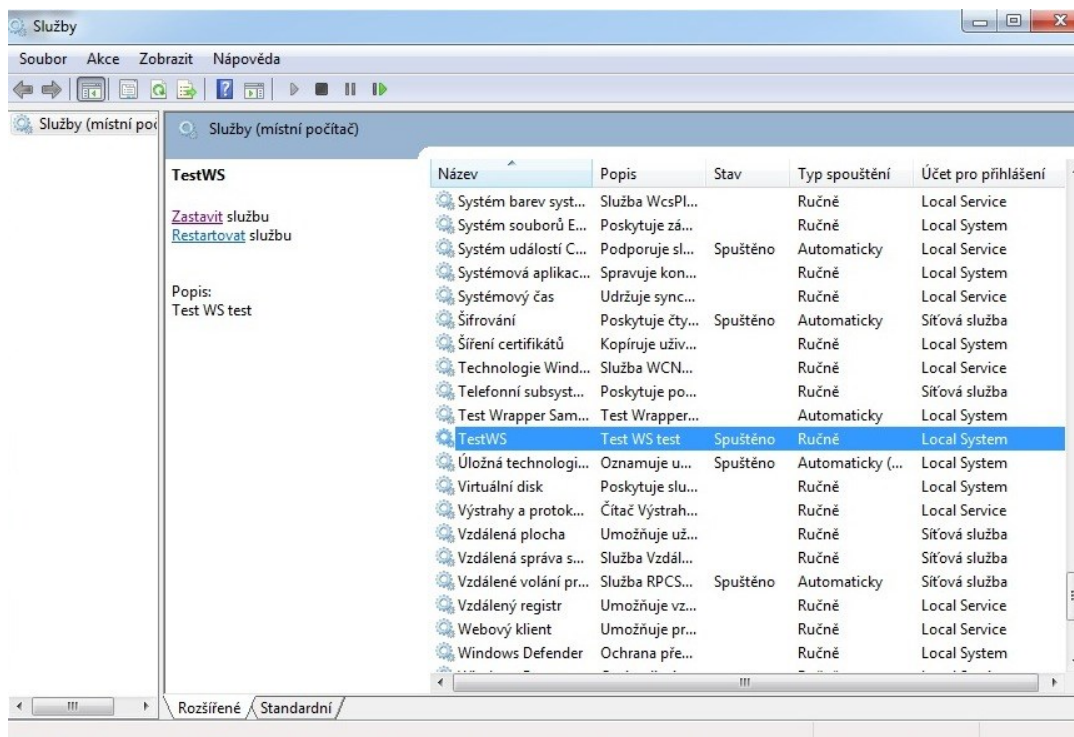 Služby
Soubor Akce Zobrazit Nápověda
Služby (místní poč
Služby (místní počítač)
TestWS
Zastavit službu
Restartovat službu
Popis:
Test WS test
Název Popis Stav Typ spouštění Účet pro přihlášení
Systém barev syst... Služba WcsPl... Ručně Local Service
Systém souborů E... Poskytuje zá... Ručně Local System
Systém událostí C... Podporuje sl... Spuštěno Automaticky Local Service
Systémová aplikac... Spravuje kon... Ručně Local System
Systémový čas Udržuje sync... Ručně Local Service
Šifrování Poskytuje čty... Spuštěno Automaticky Síťová služba
Šíření certifikátů Kopíruje uživ... Ručně Local System
Technologie Wind... Služba WCN... Ručně Local Service
Telefonní subsyst... Poskytuje po... Ručně Síťová služba
Test Wrapper Sam... Test Wrapper... Automaticky Local System
TestWS Test WS test Spuštěno Ručně Local System
Úložná technologi... Oznamuje u... Spuštěno Automaticky (... Local System
Virtuální disk Poskytuje slu... Ručně Local System
Výstrahy a protok... Čítač Výstrah... Ručně Local Service
Vzdálená plocha Umožňuje už... Ručně Síťová služba
Vzdálená správa s... Služba Vzdál... Ručně Síťová služba
Vzdálené volání pr... Služba RPCS... Spuštěno Automaticky Síťová služba
Vzdálený registr Umožňuje vz... Ručně Local Service
Webový klient Umožňuje pr... Ručně Local Service
Windows Defender Ochrana pře... Ručně Local System
Rozšířené Standardní